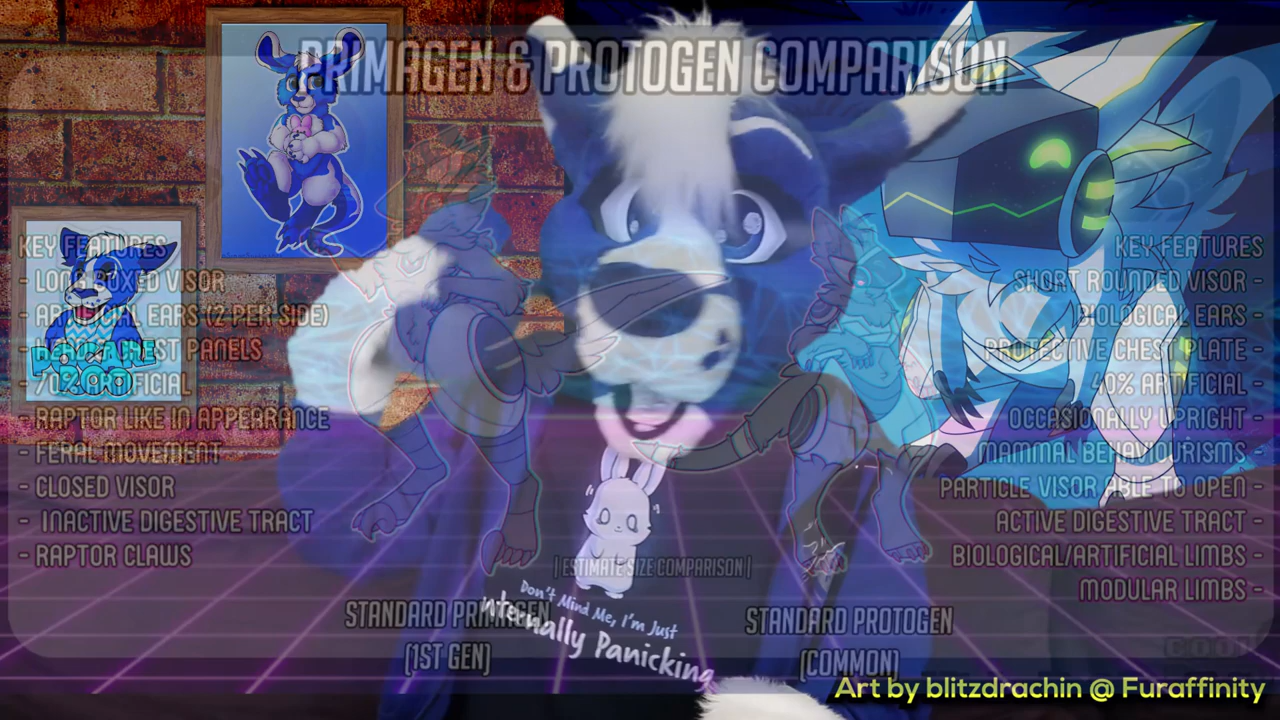 PRIMAGEN & PROTOGEN COMPARISON
KEY FEATURES
- LONG BOXED VISOR
- ARTIFICIAL EARS (2 PER SIDE)
PANELS
- 70% ARTIFICIAL
- RAPTOR LIKE IN APPEARANCE
- FERAL MOVEMENT
- CLOSED VISOR
- INACTIVE DIGESTIVE TRACT
- RAPTOR CLAWS
KEY FEATURES
SHORT ROUNDED VISOR -
BIOLOGICAL EARS -
PROTECTIVE CHEST PLATE -
40% ARTIFICIAL -
OCCASIONALLY UPRIGHT -
MAMMAL BEHAVIOURISMS -
PARTICLE VISOR ABLE TO OPEN -
ACTIVE DIGESTIVE TRACT -
BIOLOGICAL/ARTIFICIAL LIMBS -
MODULAR LIMBS -
| ESTIMATE SIZE COMPARISON |
Don't Mind Me, I'm Just
nternally Panicking
STANDARD PRIMAGEN
(1ST GEN)
STANDARD PROTOGEN
(COMMON)
Art by blitzdrachin @ Furaffinity